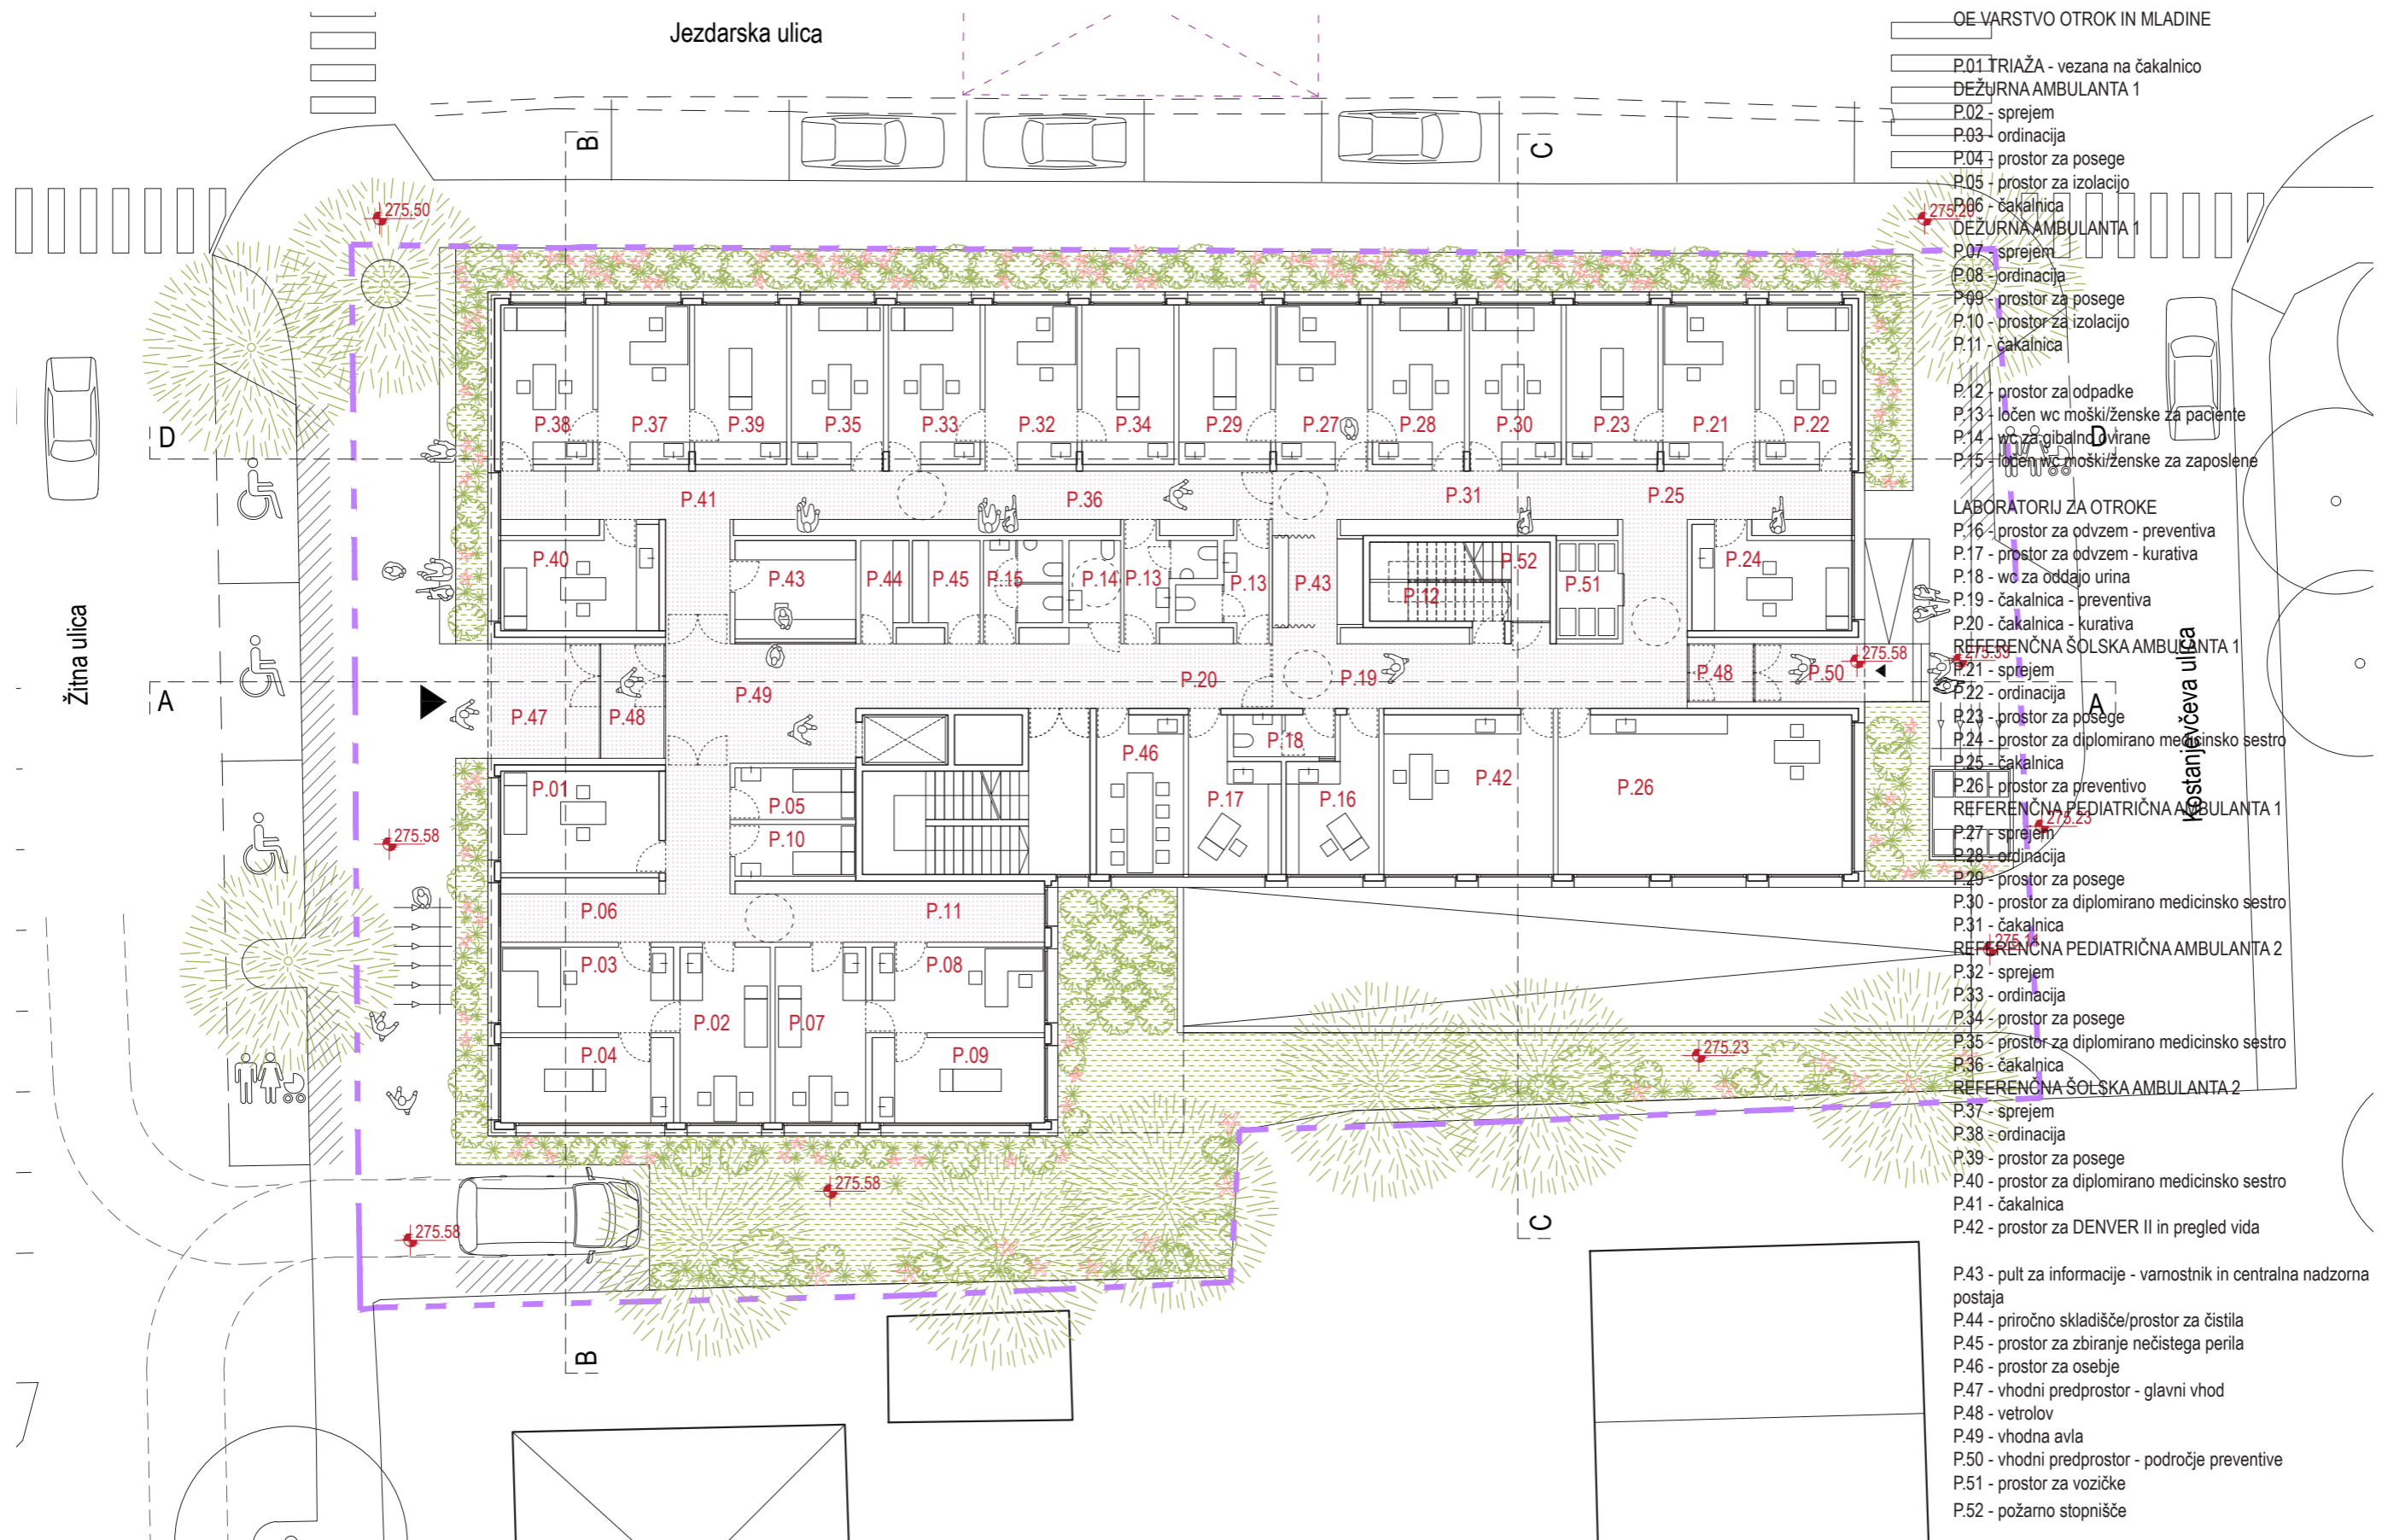 Jezdarska ulica
B
C
275.50
275.20
D
D
P.38
P.37
P.39
P.35
P.33
P.32
P.34
P.29
P.27
P.28
P.30
P.23
P.21
P.22
P.41
P.36
P.31
P.25
P.40
P.43
P.44
P.45
P.15
P.14
P.13
P.13
P.43
P.12
P.52
P.51
P.24
Žitna ulica
Kostanjevčeva ulica
A
A
P.47
P.48
P.49
P.20
P.19
P.48
P.50
275.58
275.55
P.01
P.05
P.10
P.46
P.18
P.17
P.16
P.42
P.26
275.58
275.23
P.06
P.11
275.11
P.03
P.08
P.02
P.07
P.04
P.09
275.23
275.58
275.58
B
C
OE VARSTVO OTROK IN MLADINE
P.01 TRIAŽA - vezana na čakalnico
DEŽURNA AMBULANTA 1
P.02 - sprejem
P.03 - ordinacija
P.04 - prostor za posege
P.05 - prostor za izolacijo
P.06 - čakalnica
DEŽURNA AMBULANTA 1
P.07 - sprejem
P.08 - ordinacija
P.09 - prostor za posege
P.10 - prostor za izolacijo
P.11 - čakalnica
P.12 - prostor za odpadke
P.13 - ločen wc moški/ženske za paciente
P.14 - wc za gibalno ovirane
P.15 - ločen wc moški/ženske za zaposlene
LABORATORIJ ZA OTROKE
P.16 - prostor za odvzem - preventiva
P.17 - prostor za odvzem - kurativa
P.18 - wc za oddajo urina
P.19 - čakalnica - preventiva
P.20 - čakalnica - kurativa
REFERENČNA ŠOLSKA AMBULANTA 1
P.21 - sprejem
P.22 - ordinacija
P.23 - prostor za posege
P.24 - prostor za diplomirano medicinsko sestro
P.25 - čakalnica
P.26 - prostor za preventivo
REFERENČNA PEDIATRIČNA AMBULANTA 1
P.27 - sprejem
P.28 - ordinacija
P.29 - prostor za posege
P.30 - prostor za diplomirano medicinsko sestro
P.31 - čakalnica
REFERENČNA PEDIATRIČNA AMBULANTA 2
P.32 - sprejem
P.33 - ordinacija
P.34 - prostor za posege
P.35 - prostor za diplomirano medicinsko sestro
P.36 - čakalnica
REFERENČNA ŠOLSKA AMBULANTA 2
P.37 - sprejem
P.38 - ordinacija
P.39 - prostor za posege
P.40 - prostor za diplomirano medicinsko sestro
P.41 - čakalnica
P.42 - prostor za DENVER II in pregled vida
P.43 - pult za informacije - varnostnik in centralna nadzorna
postaja
P.44 - priročno skladišče/prostor za čistila
P.45 - prostor za zbiranje nečistega perila
P.46 - prostor za osebje
P.47 - vhodni predprostor - glavni vhod
P.48 - vetrolov
P.49 - vhodna avla
P.50 - vhodni predprostor - področje preventive
P.51 - prostor za vozičke
P.52 - požarno stopnišče